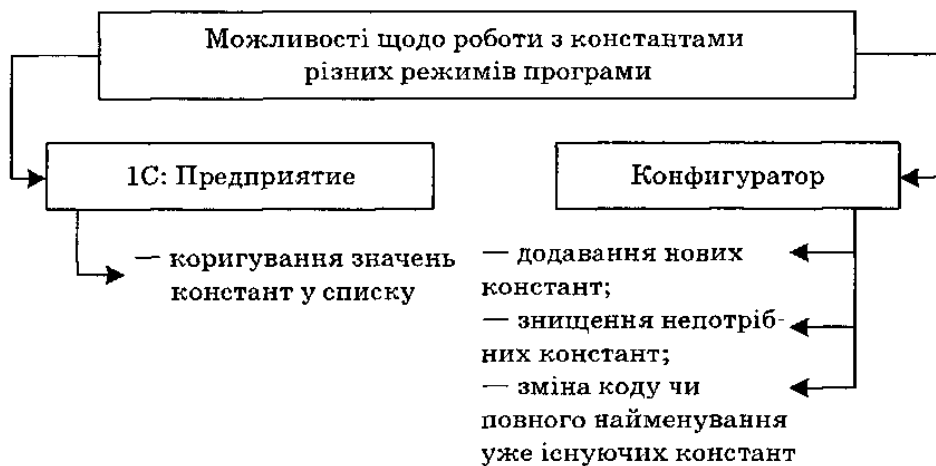 Можливості щодо роботи з константами
різних режимів програми
1С: Предприятие
Конфигуратор
— коригування значень
констант у списку
— додавання нових
констант;
— знищення непотріб-
них констант;
— зміна коду чи
повного найменування
уже існуючих констант